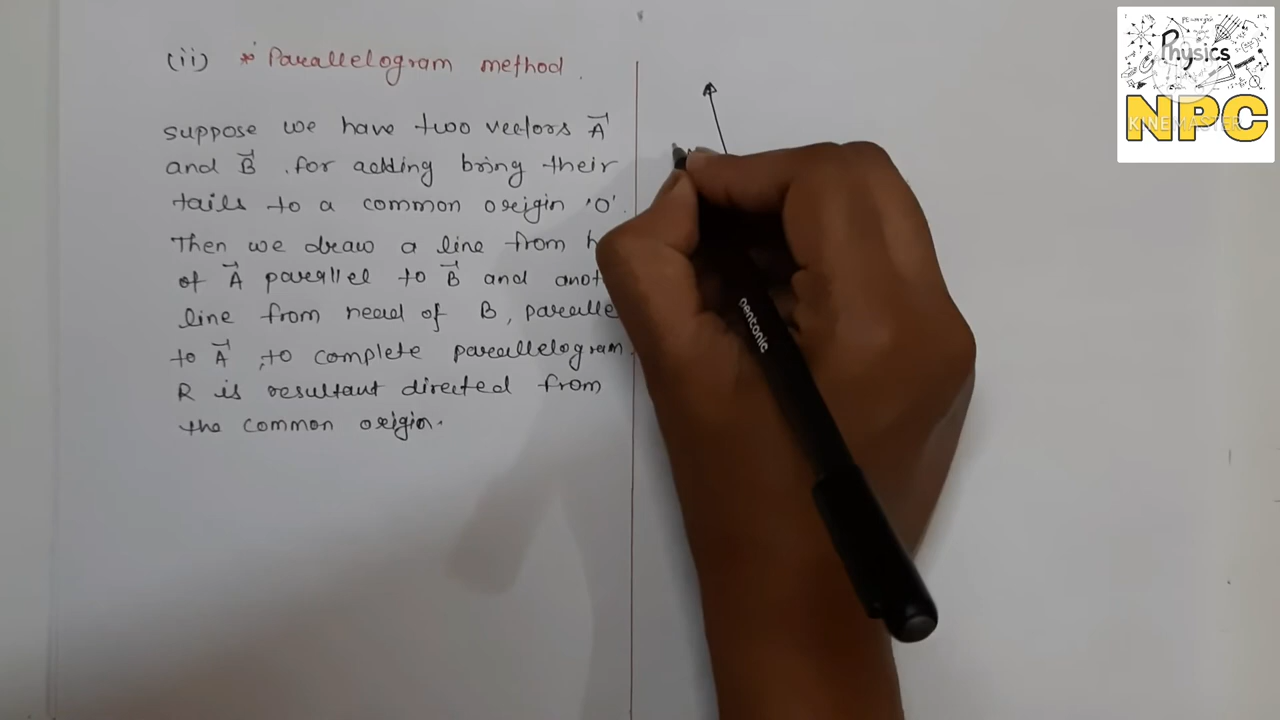 (ii) * Parallelogram method.
suppose we have two vectors A
and B. for adding bring their
tails to a common origin 'O'.
Then we draw a line from
of A parallel to B and
line from head of B,
to A, to complete parallelogram
R is resultant directed from
the common origin.
Physics
NPC
KINEMASTER
pentonic